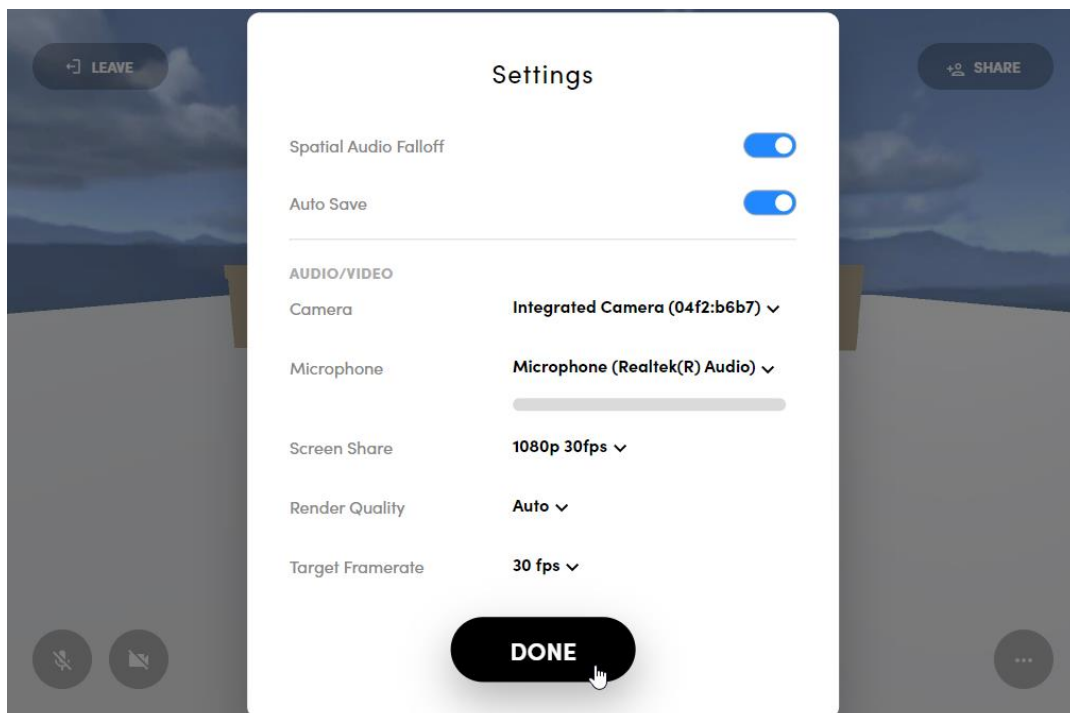 LEAVE
SHARE
Settings
Spatial Audio Falloff
Auto Save
AUDIO/VIDEO
Camera Integrated Camera (04f2:b6b7)
Microphone Microphone (Realtek(R) Audio)
Screen Share 1080p 30fps
Render Quality Auto
Target Framerate 30 fps
DONE